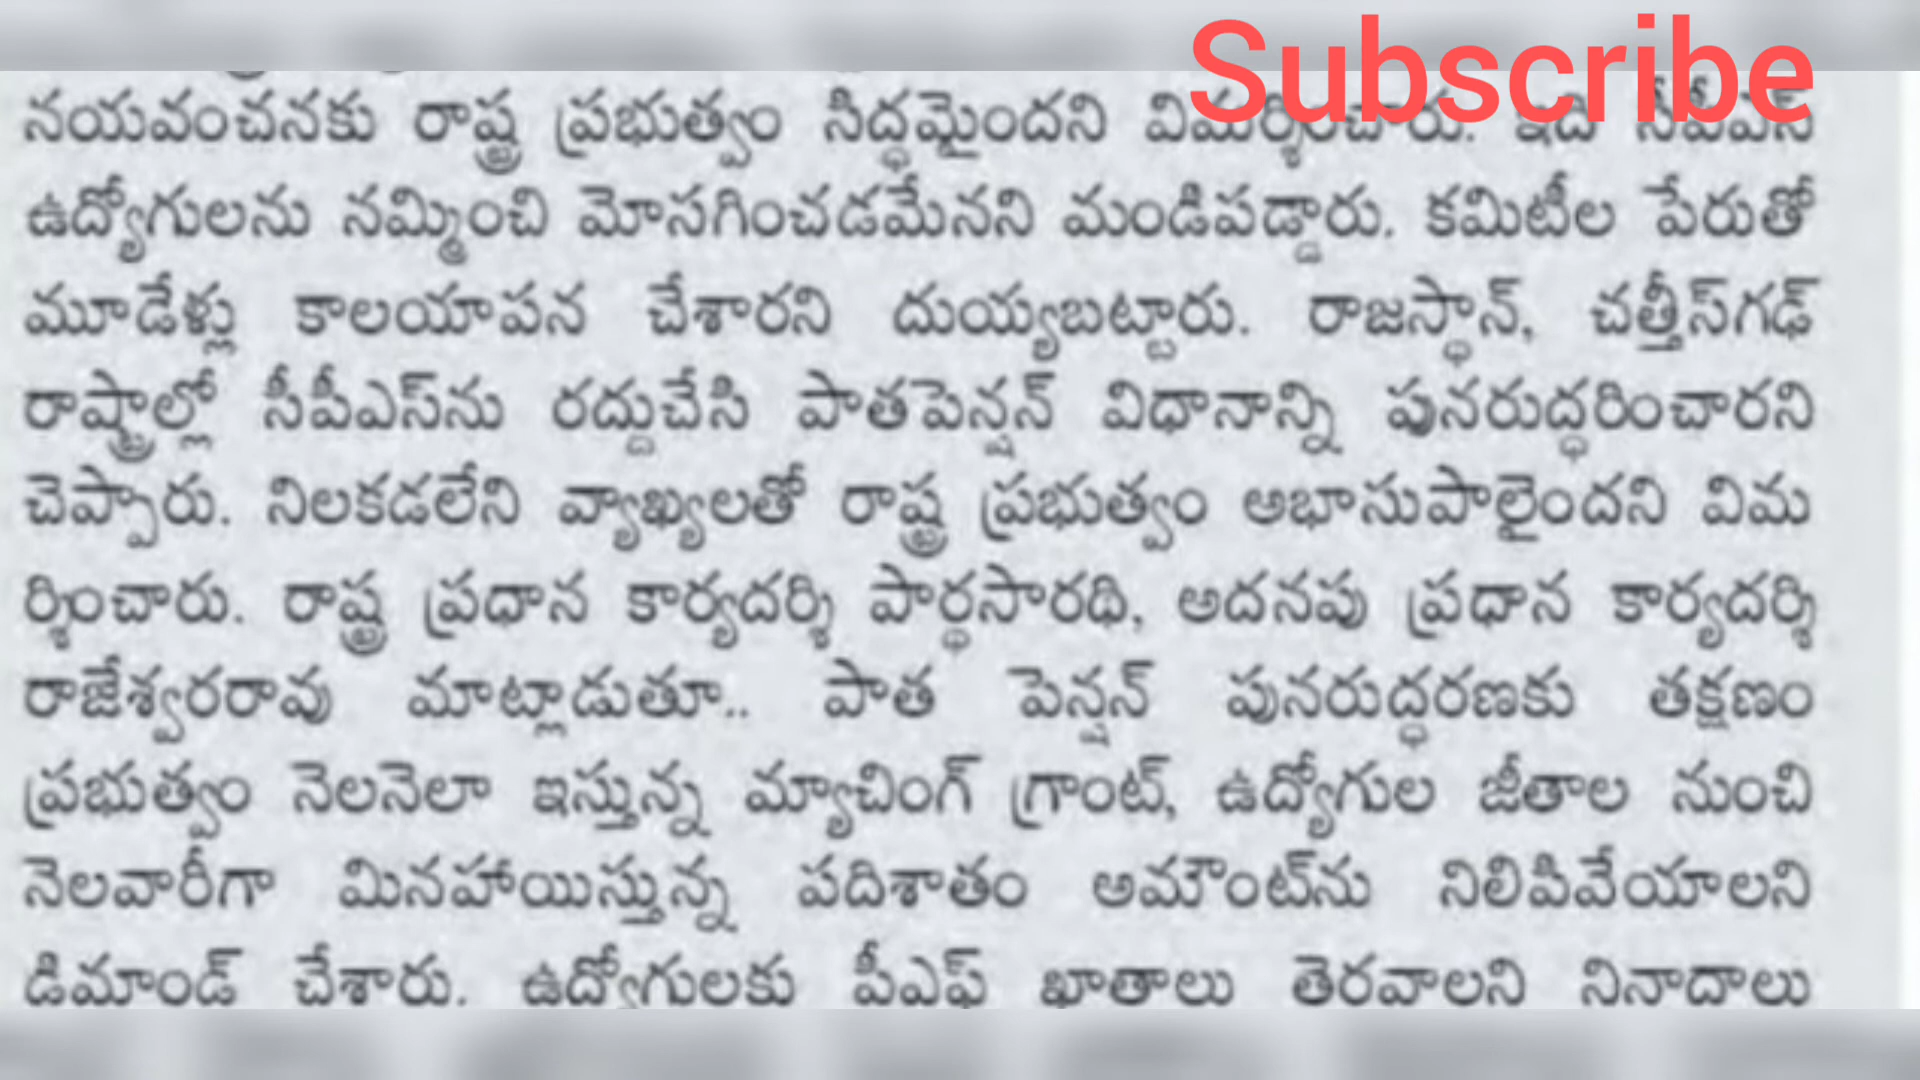 Subscribe
నయవంచనకు రాష్ట్ర ప్రభుత్వం సిద్ధమైందని విమర్శించారు. ఇది సీపీఎస్
ఉద్యోగులను నమ్మించి మోసగించడమేనని మండిపడ్డారు. కమిటీల పేరుతో
మూడేళ్లు కాలయాపన చేశారని దుయ్యబట్టారు. రాజస్థాన్, చత్తీస్‌గఢ్
రాష్ట్రాల్లో సీపీఎస్‌ను రద్దుచేసి పాతపెన్షన్ విధానాన్ని పునరుద్ధరించారని
చెప్పారు. నిలకడలేని వ్యాఖ్యలతో రాష్ట్ర ప్రభుత్వం అభాసుపాలైందని విమ
ర్శించారు. రాష్ట్ర ప్రధాన కార్యదర్శి పార్థసారథి, అదనపు ప్రధాన కార్యదర్శి
రాజేశ్వరరావు మాట్లాడుతూ.. పాత పెన్షన్ పునరుద్ధరణకు తక్షణం
ప్రభుత్వం నెలనెలా ఇస్తున్న మ్యాచింగ్ గ్రాంట్, ఉద్యోగుల జీతాల నుంచి
నెలవారీగా మినహాయిస్తున్న పదిశాతం అమౌంట్‌ను నిలిపివేయాలని
డిమాండ్ చేశారు. ఉద్యోగులకు పీఎఫ్ ఖాతాలు తెరవాలని నినాదాలు